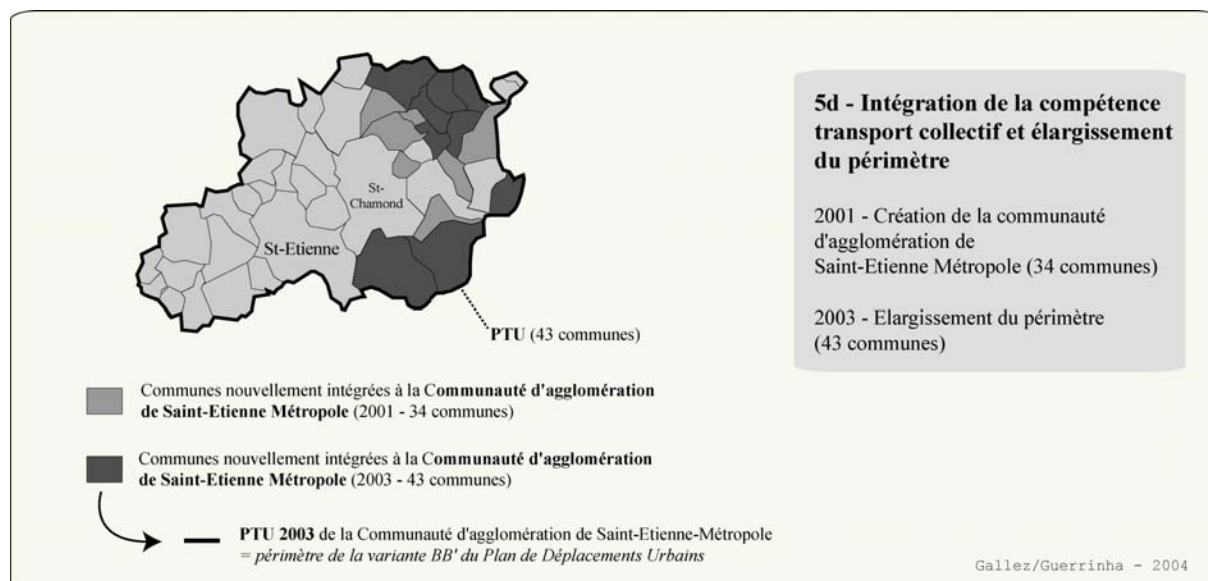 St-
Chamond
St-Etienne
PTU (43 communes)
5d - Intégration de la compétence
transport collectif et élargissement
du périmètre
2001 - Création de la communauté
d'agglomération de
Saint-Etienne Métropole (34 communes)
2003 - Elargissement du périmètre
(43 communes)
Communes nouvellement intégrées à la Communauté d'agglomération
de Saint-Etienne Métropole (2001 - 34 communes)
Communes nouvellement intégrées à la Communauté d'agglomération
de Saint-Etienne Métropole (2003 - 43 communes)
PTU 2003 de la Communauté d'agglomération de Saint-Etienne-Métropole
= périmètre de la variante BB' du Plan de Déplacements Urbains
Gallez/Guerrinha - 2004